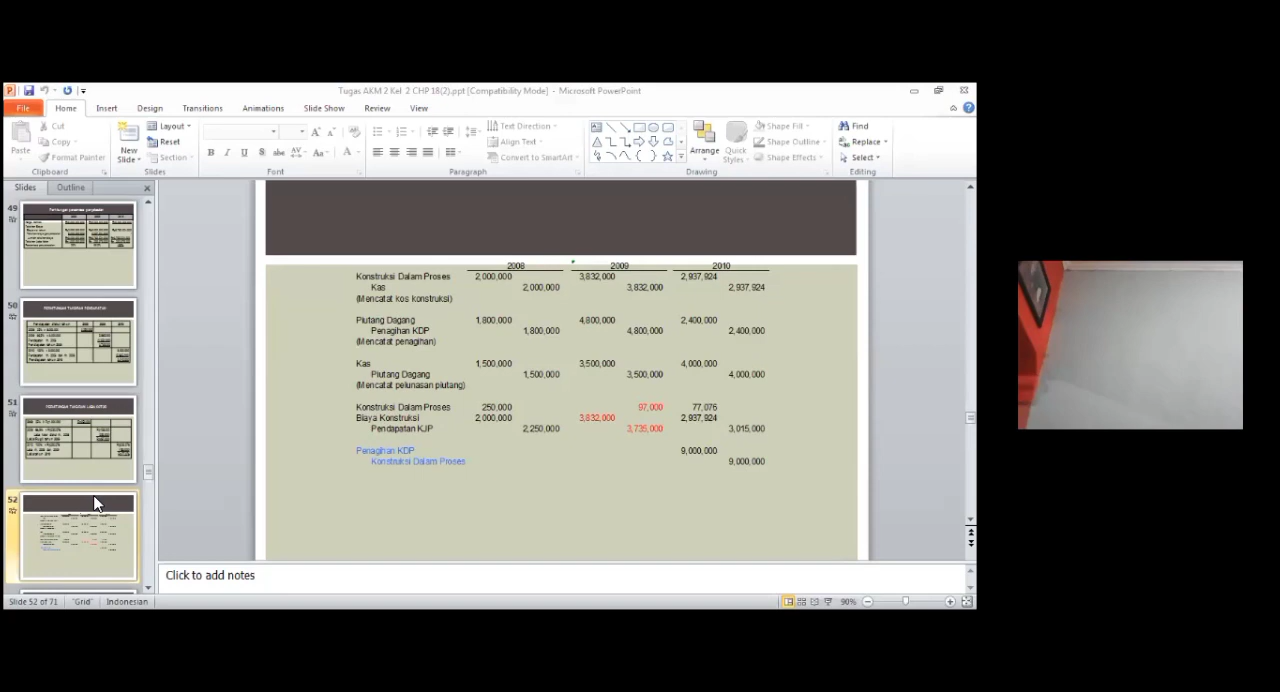 Tugas AKM 2 Kel 2 CHP 18(2).ppt [Compatibility Mode] - Microsoft PowerPoint
File Home Insert Design Transitions Animations Slide Show Review View
Paste Cut Copy Format Painter Clipboard
New Slide Layout Reset Section Slides
Font
Text Direction Align Text Convert to SmartArt Paragraph
Arrange Quick Styles Shape Fill Shape Outline Shape Effects Drawing
Find Replace Select Editing
Slides Outline
49
50
51
52
2008 2009 2010
Konstruksi Dalam Proses 2,000,000 3,832,000 2,937,924
Kas 2,000,000 3,832,000 2,937,924
(Mencatat kos konstruksi)
Piutang Dagang 1,800,000 4,800,000 2,400,000
Penagihan KDP 1,800,000 4,800,000 2,400,000
(Mencatat penagihan)
Kas 1,500,000 3,500,000 4,000,000
Piutang Dagang 1,500,000 3,500,000 4,000,000
(Mencatat pelunasan piutang)
Konstruksi Dalam Proses 250,000 97,000 77,076
Biaya Konstruksi 2,000,000 3,832,000 2,937,924
Pendapatan KJP 2,250,000 3,735,000 3,015,000
Penagihan KDP 9,000,000
Konstruksi Dalam Proses 9,000,000
Click to add notes
Slide 52 of 71 "Grid" Indonesian 90%